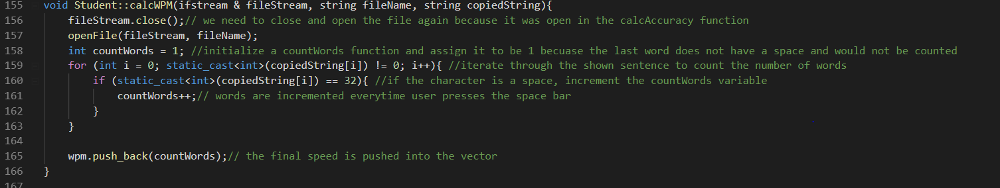 155 void Student::calcWPM(ifstream & fileStream, string fileName, string copiedString){
156 fileStream.close();// we need to close and open the file again because it was open in the calcAccuracy function
157 openFile(fileStream, fileName);
158 int countWords = 1; //initialize a countWords function and assign it to be 1 becuase the last word does not have a space and would not be counted
159 for (int i = 0; static_cast<int>(copiedString[i]) != 0; i++){ //iterate through the shown sentence to count the number of words
160 if (static_cast<int>(copiedString[i]) == 32){ //if the character is a space, increment the countWords variable
161 countWords++;// words are incremented everytime user presses the space bar
162 }
163 }
164
165 wpm.push_back(countWords);// the final speed is pushed into the vector
166 }
167